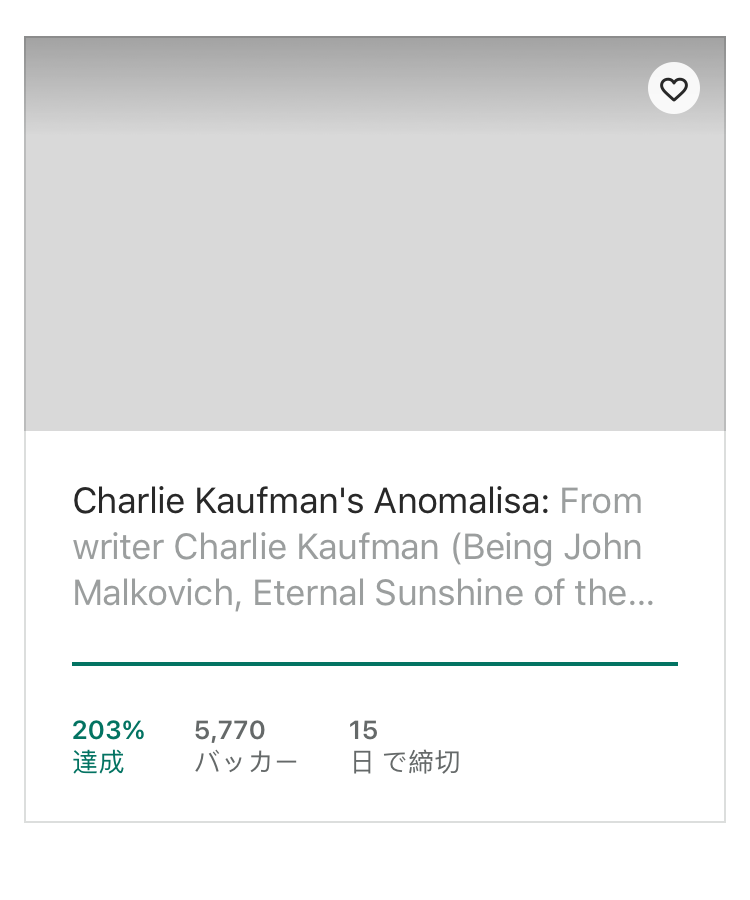 Charlie Kaufman's Anomalisa: From
writer Charlie Kaufman (Being John
Malkovich, Eternal Sunshine of the...
203% 5,770 15
達成 バッカー 日 で締切